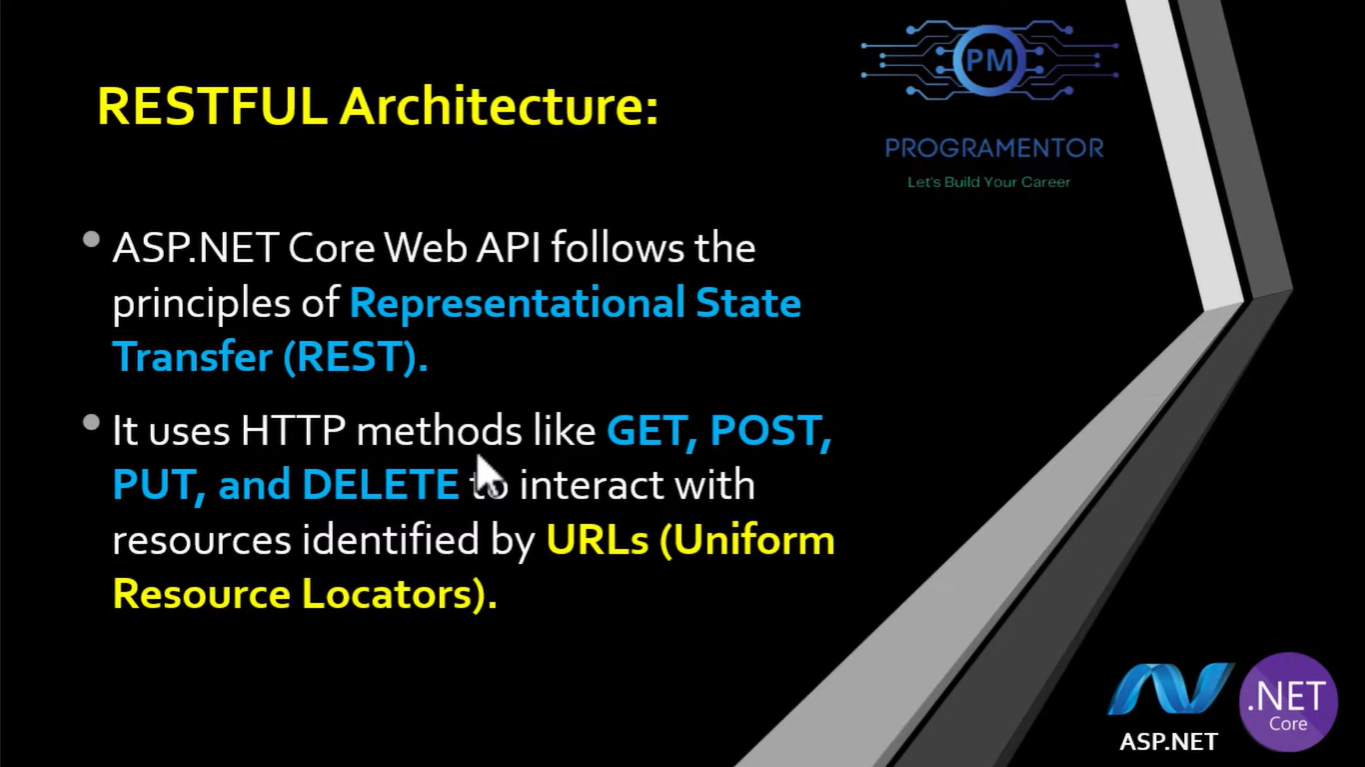 PM
PROGRAMENTOR
Let's Build Your Career
RESTFUL Architecture:
ASP.NET Core Web API follows the
principles of Representational State
Transfer (REST).
It uses HTTP methods like GET, POST,
PUT, and DELETE to interact with
resources identified by URLs (Uniform
Resource Locators).
ASP.NET
.NET
Core